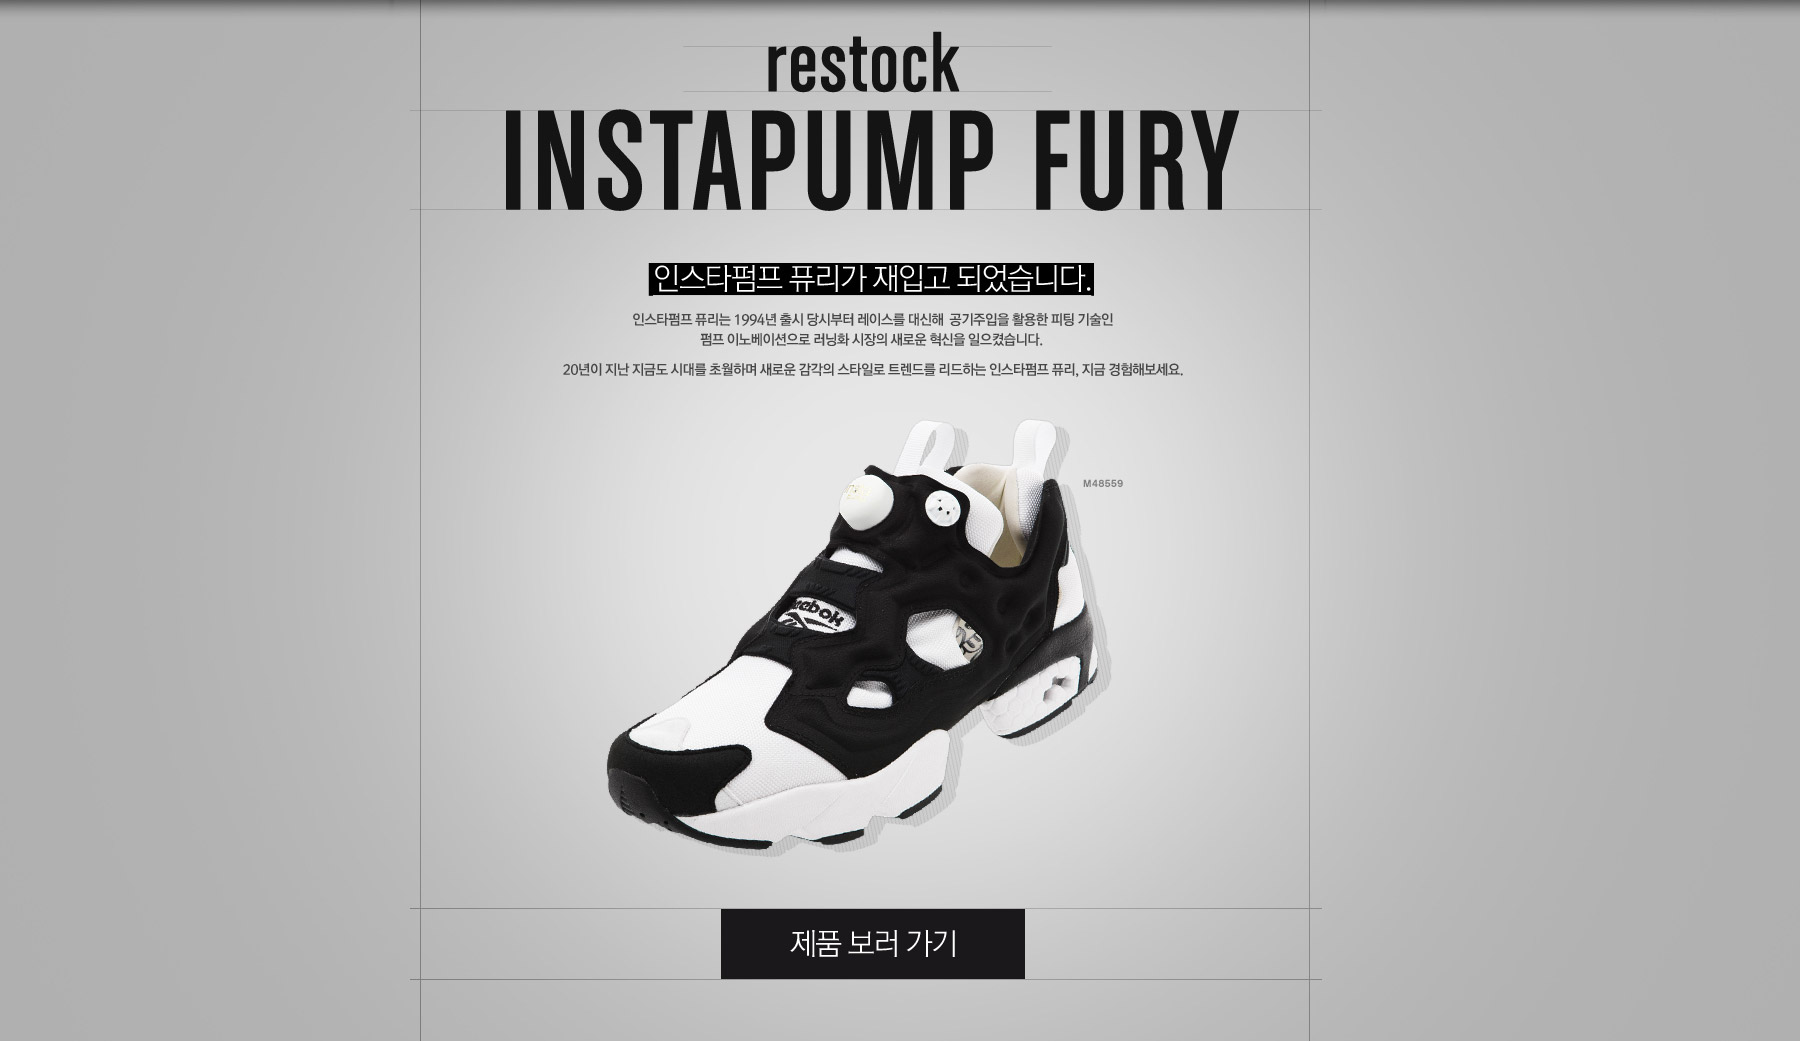 restock
INSTAPUMP FURY
인스타펌프 퓨리가 재입고 되었습니다.
인스타펌프 퓨리는 1994년 출시 당시부터 레이스를 대신해 공기주입을 활용한 피팅 기술인
펌프 이노베이션으로 러닝화 시장의 새로운 혁신을 일으켰습니다.
20년이 지난 지금도 시대를 초월하며 새로운 감각의 스타일로 트렌드를 리드하는 인스타펌프 퓨리, 지금 경험해보세요.
M48559
Reebok
제품 보러 가기